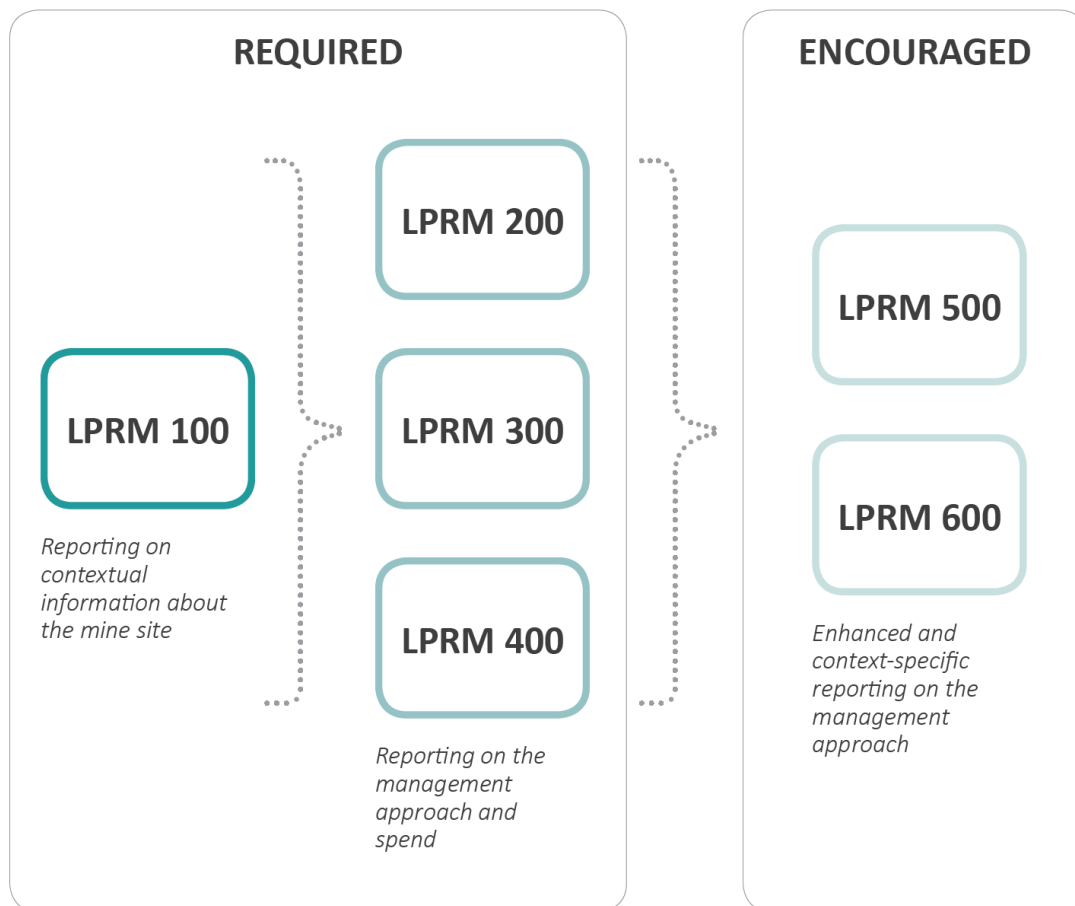 REQUIRED
LPRM 100
Reporting on
contextual
information about
the mine site
LPRM 200
LPRM 300
LPRM 400
Reporting on the
management
approach and
spend
ENCOURAGED
LPRM 500
LPRM 600
Enhanced and
context-specific
reporting on the
management
approach